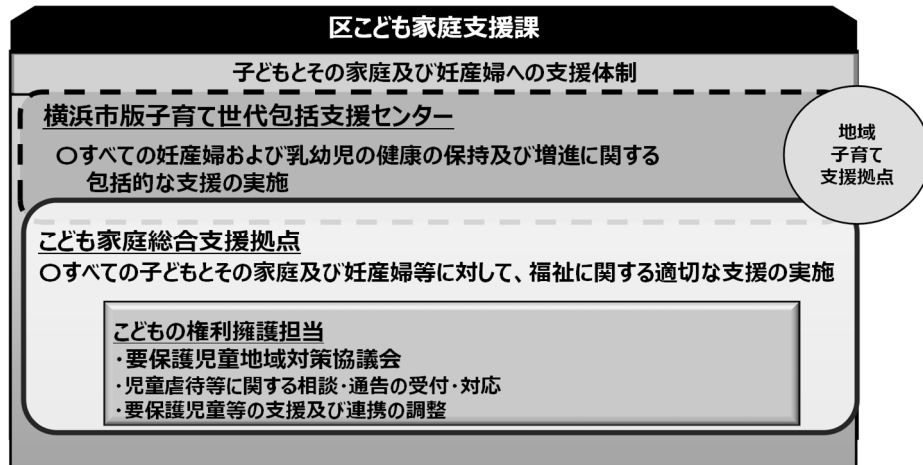 区こども家庭支援課
子どもとその家庭及び妊産婦への支援体制
横浜市版子育て世代包括支援センター
〇すべての妊産婦および乳幼児の健康の保持及び増進に関する
包括的な支援の実施
地域
子育て
支援拠点
こども家庭総合支援拠点
〇すべての子どもとその家庭及び妊産婦等に対して、福祉に関する適切な支援の実施
こどもの権利擁護担当
・要保護児童地域対策協議会
・児童虐待等に関する相談・通告の受付・対応
・要保護児童等の支援及び連携の調整